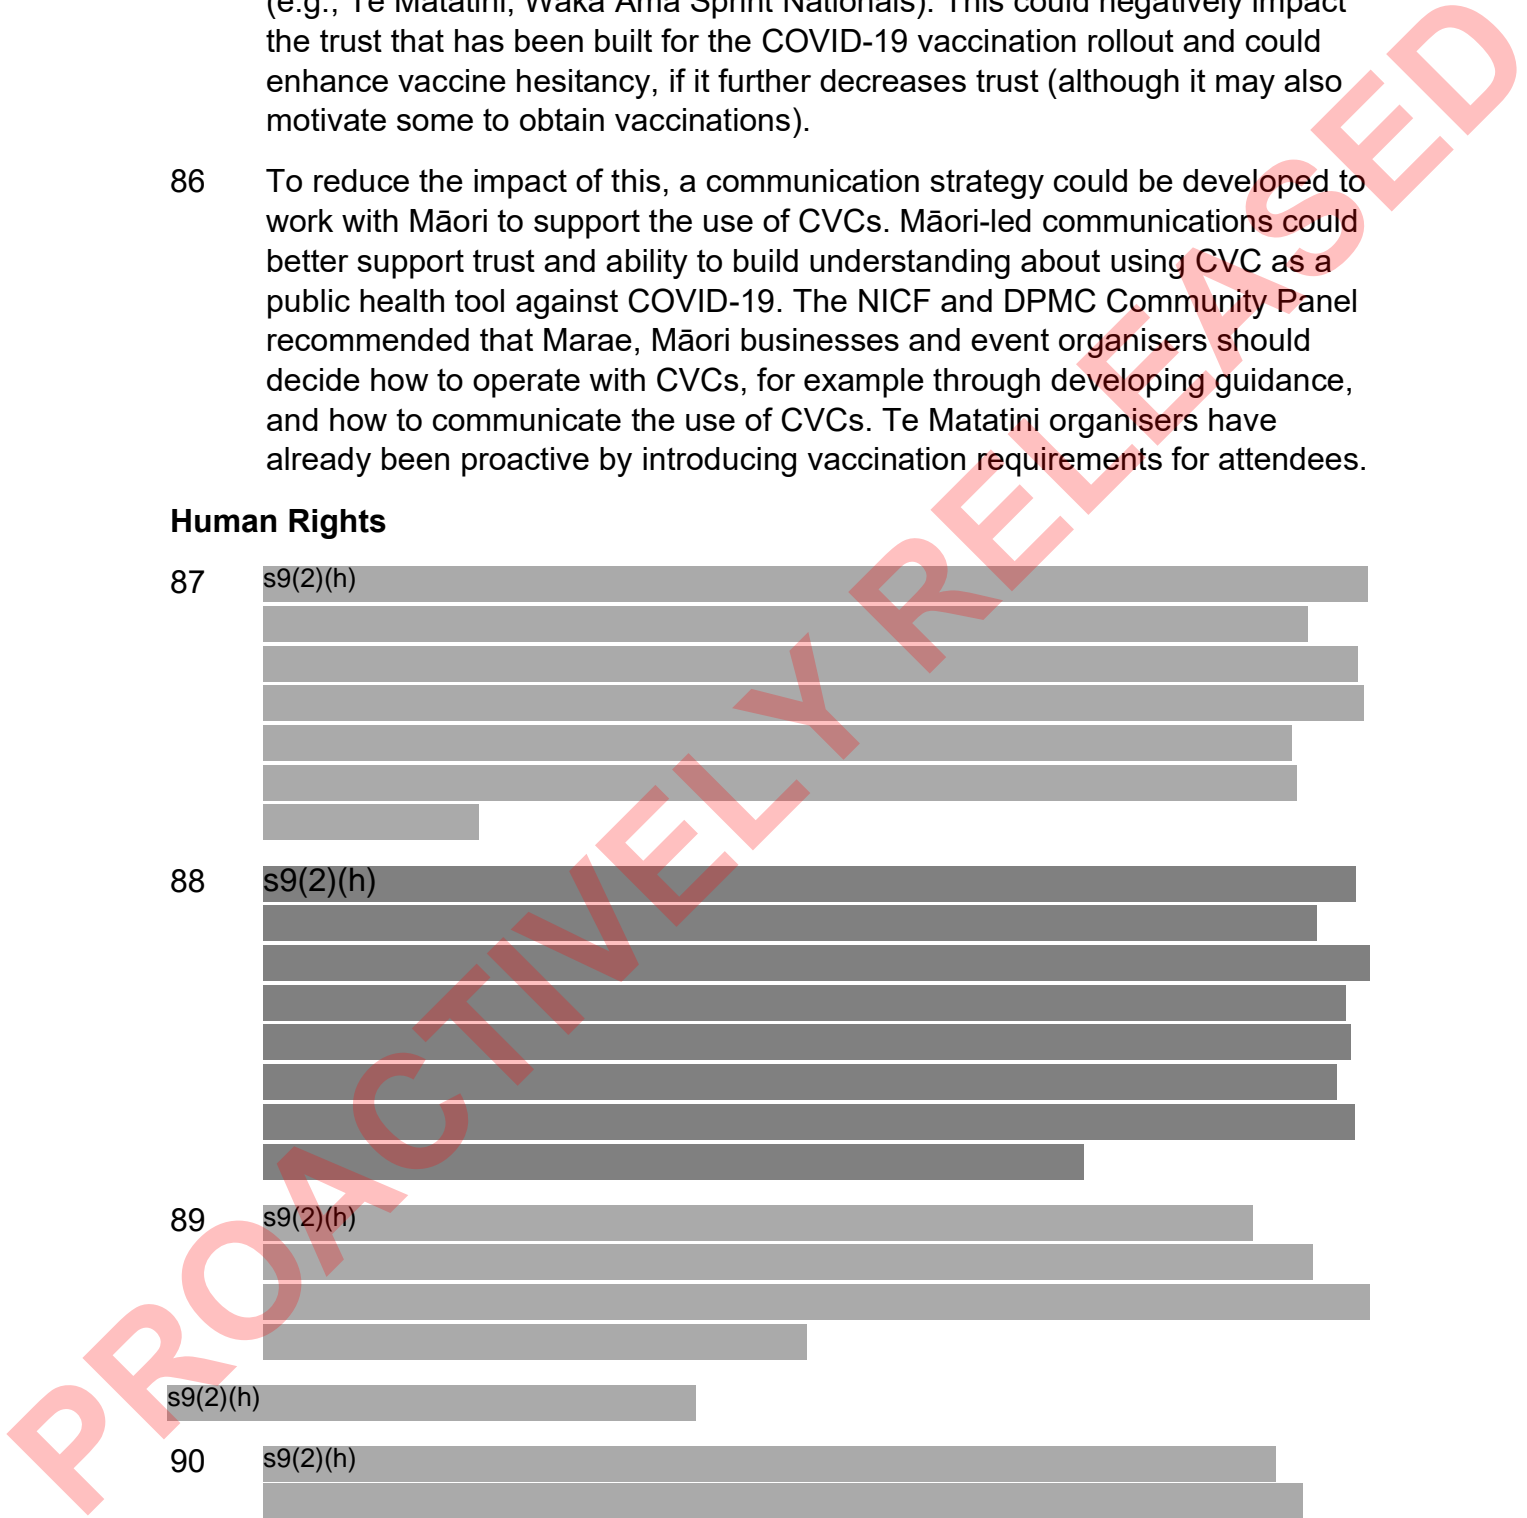 (e.g., Te Matatini, Waka Ama Sprint Nationals). This could negatively impact
the trust that has been built for the COVID-19 vaccination rollout and could
enhance vaccine hesitancy, if it further decreases trust (although it may also
motivate some to obtain vaccinations).
86 To reduce the impact of this, a communication strategy could be developed to
work with Māori to support the use of CVCs. Māori-led communications could
better support trust and ability to build understanding about using CVC as a
public health tool against COVID-19. The NICF and DPMC Community Panel
recommended that Marae, Māori businesses and event organisers should
decide how to operate with CVCs, for example through developing guidance,
and how to communicate the use of CVCs. Te Matatini organisers have
already been proactive by introducing vaccination requirements for attendees.
Human Rights
87 s9(2)(h)
88 s9(2)(h)
89 s9(2)(h)
s9(2)(h)
90 s9(2)(h)
PROACTIVELY RELEASED